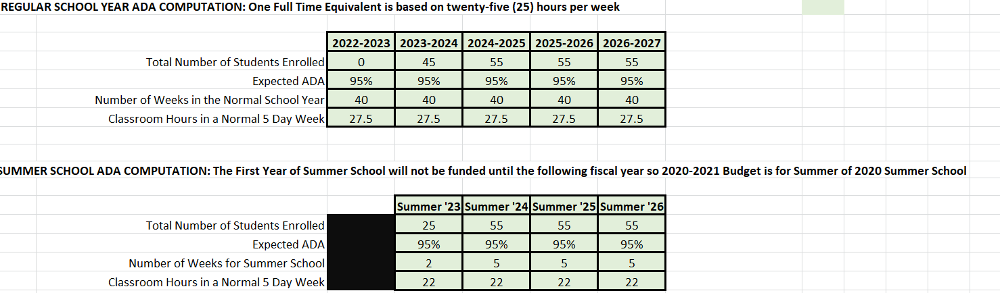 REGULAR SCHOOL YEAR ADA COMPUTATION: One Full Time Equivalent is based on twenty-five (25) hours per week
2022-2023 2023-2024 2024-2025 2025-2026 2026-2027
Total Number of Students Enrolled 0 45 55 55 55
Expected ADA 95% 95% 95% 95% 95%
Number of Weeks in the Normal School Year 40 40 40 40 40
Classroom Hours in a Normal 5 Day Week 27.5 27.5 27.5 27.5 27.5
SUMMER SCHOOL ADA COMPUTATION: The First Year of Summer School will not be funded until the following fiscal year so 2020-2021 Budget is for Summer of 2020 Summer School
Summer '23 Summer '24 Summer '25 Summer '26
Total Number of Students Enrolled 25 55 55 55
Expected ADA 95% 95% 95% 95%
Number of Weeks for Summer School 2 5 5 5
Classroom Hours in a Normal 5 Day Week 22 22 22 22